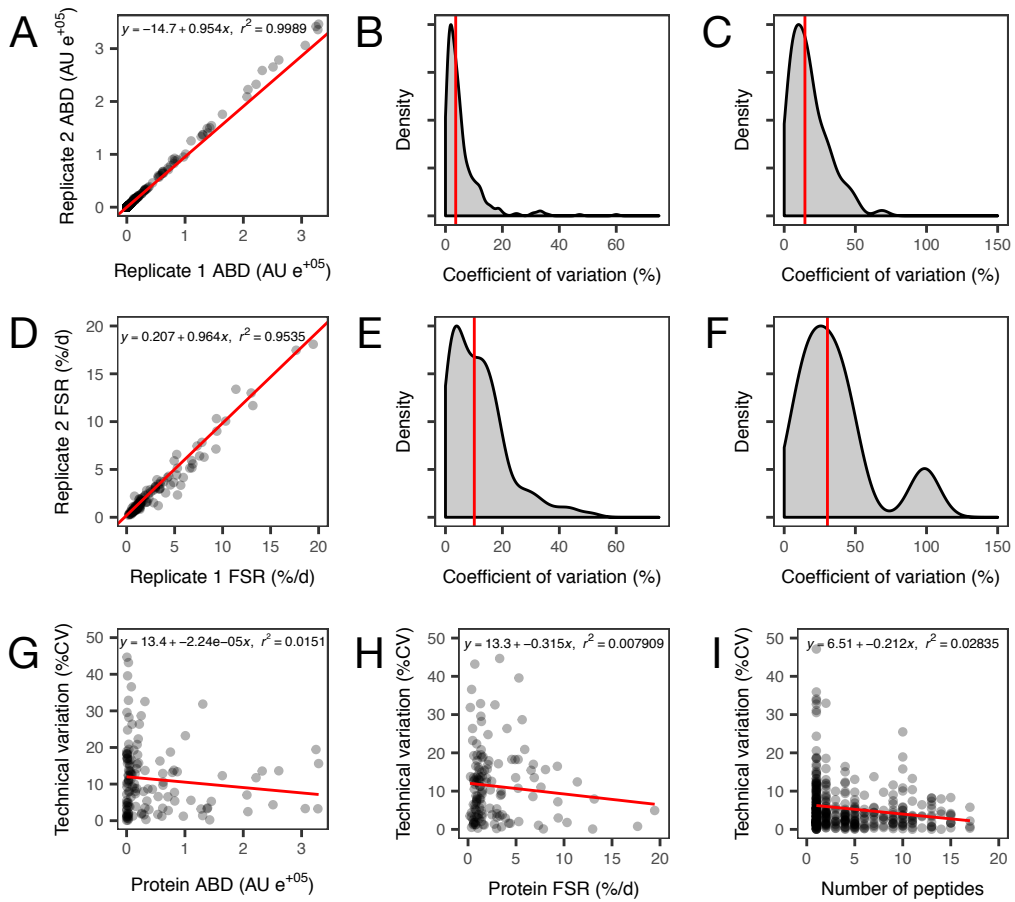 A
y = −14.7 + 0.954x, r² = 0.9989
Replicate 2 ABD (AU e⁺⁰⁵)
3
2
1
0
0 1 2 3
Replicate 1 ABD (AU e⁺⁰⁵)
B
Density
0 20 40 60
Coefficient of variation (%)
C
Density
0 50 100 150
Coefficient of variation (%)
D
y = 0.207 + 0.964x, r² = 0.9535
Replicate 2 FSR (%/d)
20
15
10
5
0
0 5 10 15 20
Replicate 1 FSR (%/d)
E
Density
0 20 40 60
Coefficient of variation (%)
F
Density
0 50 100 150
Coefficient of variation (%)
G
y = 13.4 + −2.24e−05x, r² = 0.0151
Technical variation (%CV)
50
40
30
20
10
0
0 1 2 3
Protein ABD (AU e⁺⁰⁵)
H
y = 13.3 + −0.315x, r² = 0.007909
Technical variation (%CV)
50
40
30
20
10
0
0 5 10 15 20
Protein FSR (%/d)
I
y = 6.51 + −0.212x, r² = 0.02835
Technical variation (%CV)
50
40
30
20
10
0
0 5 10 15 20
Number of peptides